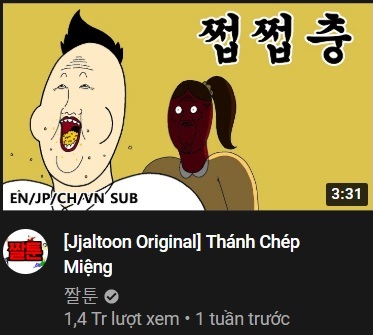 쩝쩝충
EN/JP/CH/VN SUB
3:31
짤툰
[Jjaltoon Original] Thánh Chép
Miệng
짤툰
1,4 Tr lượt xem • 1 tuần trước